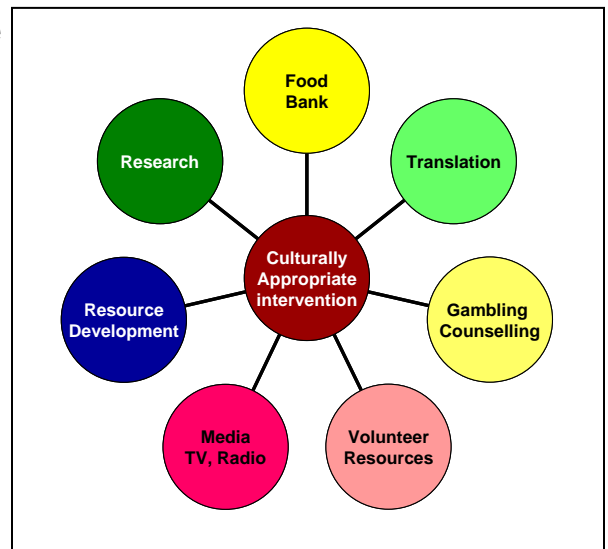 Food
Bank
Translation
Gambling
Counselling
Volunteer
Resources
Media
TV, Radio
Resource
Development
Research
Culturally
Appropriate
intervention